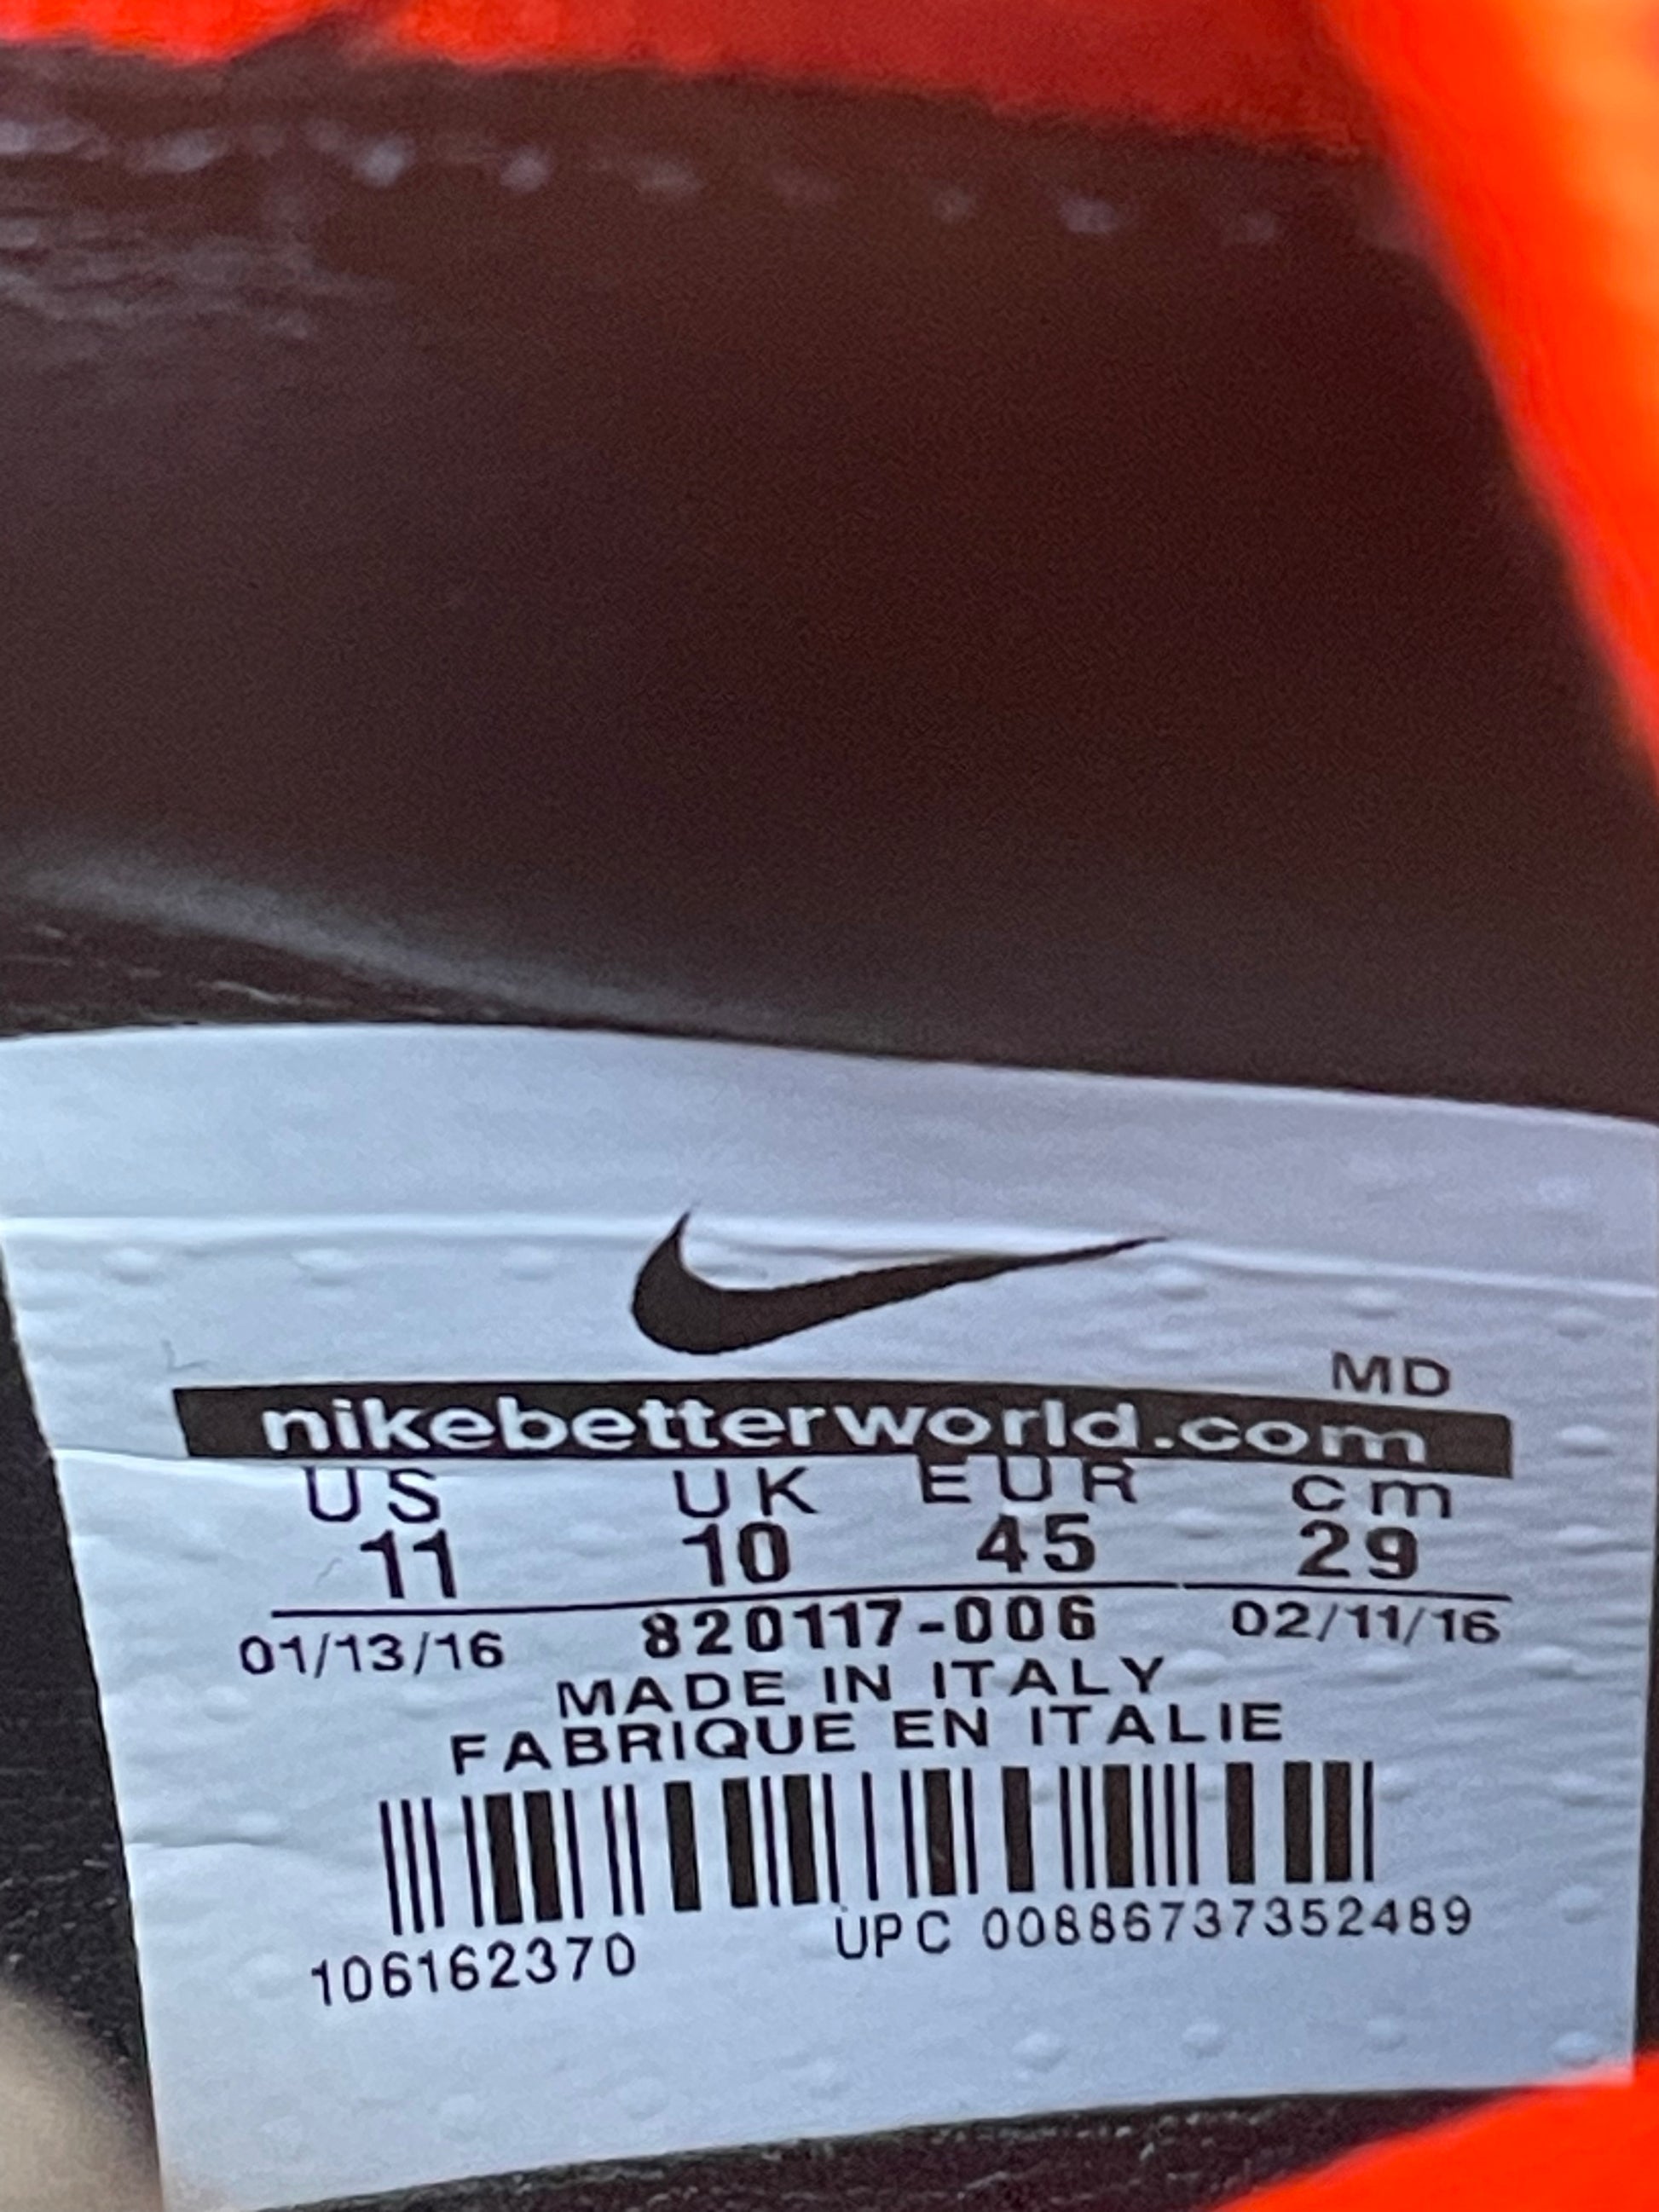 MD
nikebetterworld.com
US UK EUR cm
11 10 45 29
01/13/16 820117-006 02/11/16
MADE IN ITALY
FABRIQUE EN ITALIE
106162370 UPC 00886737352489